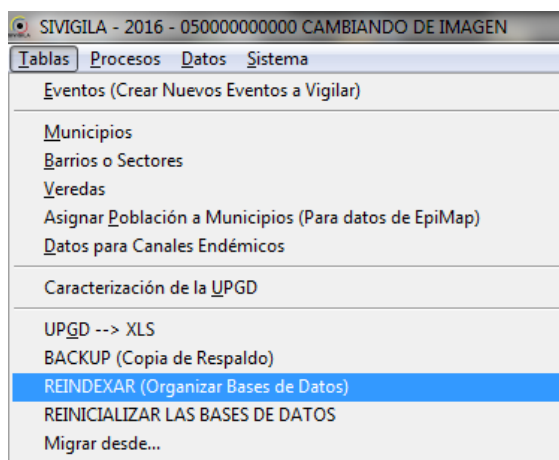 SIVIGILA - 2016 - 050000000000 CAMBIANDO DE IMAGEN
Tablas Procesos Datos Sistema
Eventos (Crear Nuevos Eventos a Vigilar)
Municipios
Barrios o Sectores
Veredas
Asignar Población a Municipios (Para datos de EpiMap)
Datos para Canales Endémicos
Caracterización de la UPGD
UPGD --> XLS
BACKUP (Copia de Respaldo)
REINDEXAR (Organizar Bases de Datos)
REINICIALIZAR LAS BASES DE DATOS
Migrar desde...